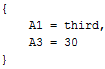 {
A1 = third,
A3 = 30
}